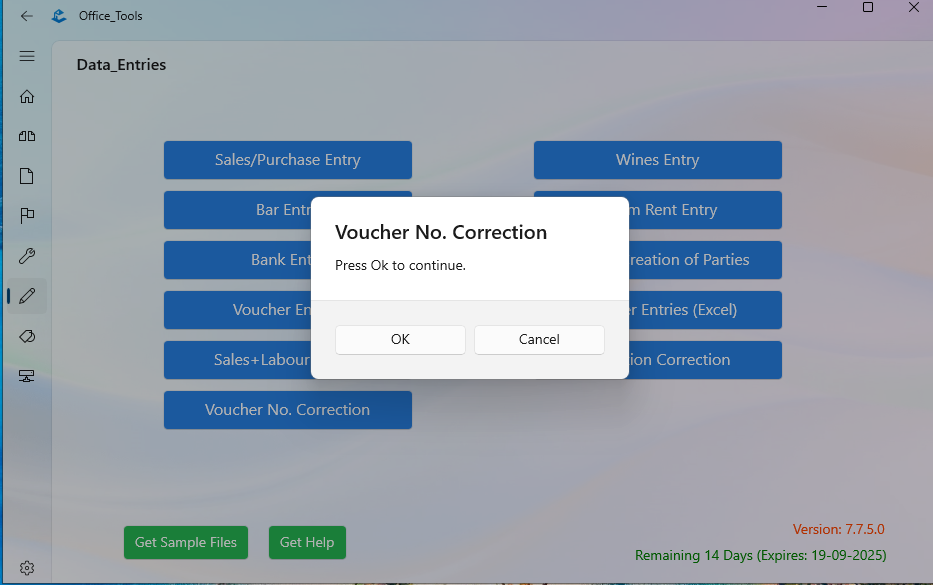 Office_Tools
Data_Entries
Sales/Purchase Entry
Wines Entry
Bar Entr
m Rent Entry
Voucher No. Correction
Press Ok to continue.
Bank Ent
reation of Parties
Voucher En
r Entries (Excel)
OK
Cancel
Sales+Labour
ion Correction
Voucher No. Correction
Get Sample Files
Get Help
Version: 7.7.5.0
Remaining 14 Days (Expires: 19-09-2025)